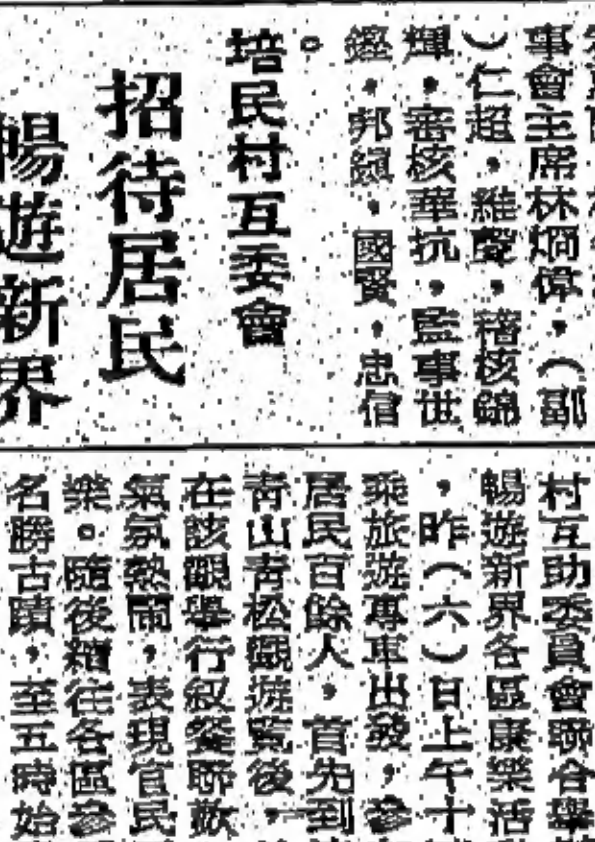 事會主席林烱偉，（副
）仁超，維聲，稽核錦
輝，審核華抗，監事世
鏗，邦鎮，國賢，忠信
。
培民村互委會
招待居民
暢遊新界
村互助委員會聯合舉
暢遊新界各區康樂活
，昨（六）日上午十
乘旅遊專車出發，參
居民百餘人，首先到
青山青松觀遊覽後，
在該觀舉行叙餐聯歡
氣氛熱鬧，表現官民
樂。隨後續往各區參
名勝古蹟，至五時始